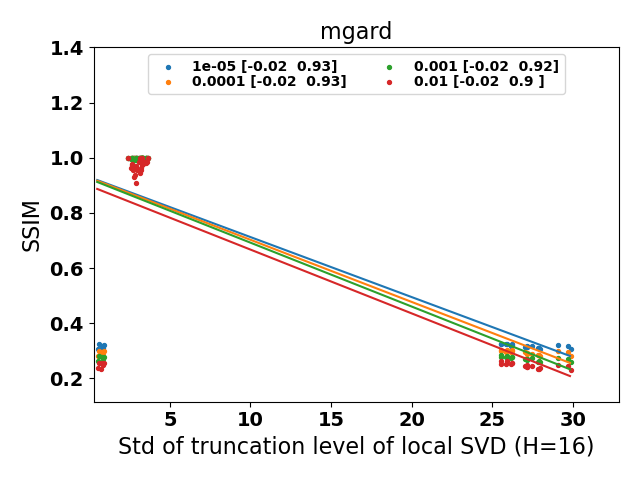 mgard
1e-05 [-0.02  0.93]
0.0001 [-0.02  0.93]
0.001 [-0.02  0.92]
0.01 [-0.02  0.9 ]
SSIM
1.4
1.2
1.0
0.8
0.6
0.4
0.2
5 10 15 20 25 30
Std of truncation level of local SVD (H=16)